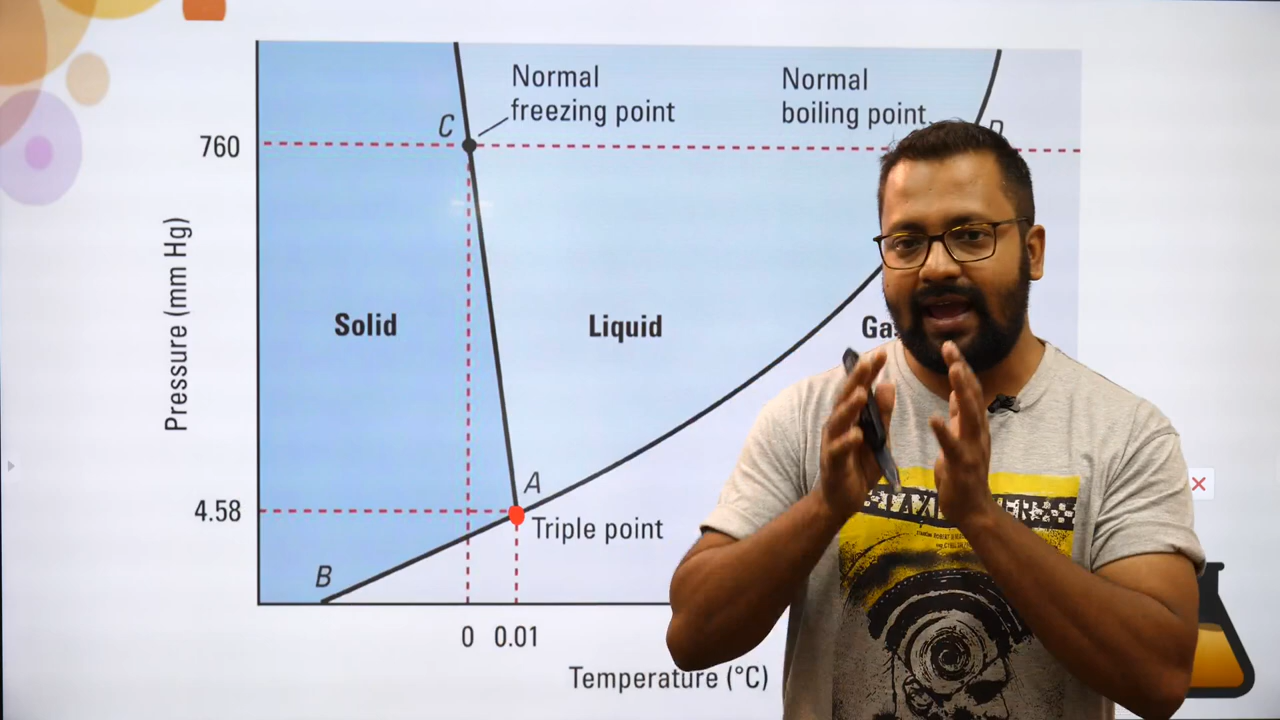 Normal
freezing point
Normal
boiling point
C
D
760
Pressure (mm Hg)
Solid
Liquid
Ga
A
4.58
Triple point
B
0 0.01
Temperature (°C)